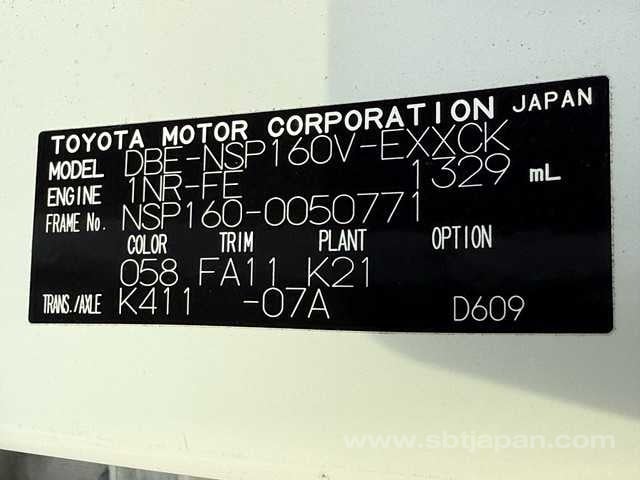 TOYOTA MOTOR CORPORATION JAPAN
MODEL DBE-NSP160V-EXXCK
ENGINE 1NR-FE 1329 mL
FRAME No. NSP160-0050771
COLOR TRIM PLANT OPTION
058 FA11 K21
TRANS./AXLE K411 -07A D609
www.sbtjapan.com